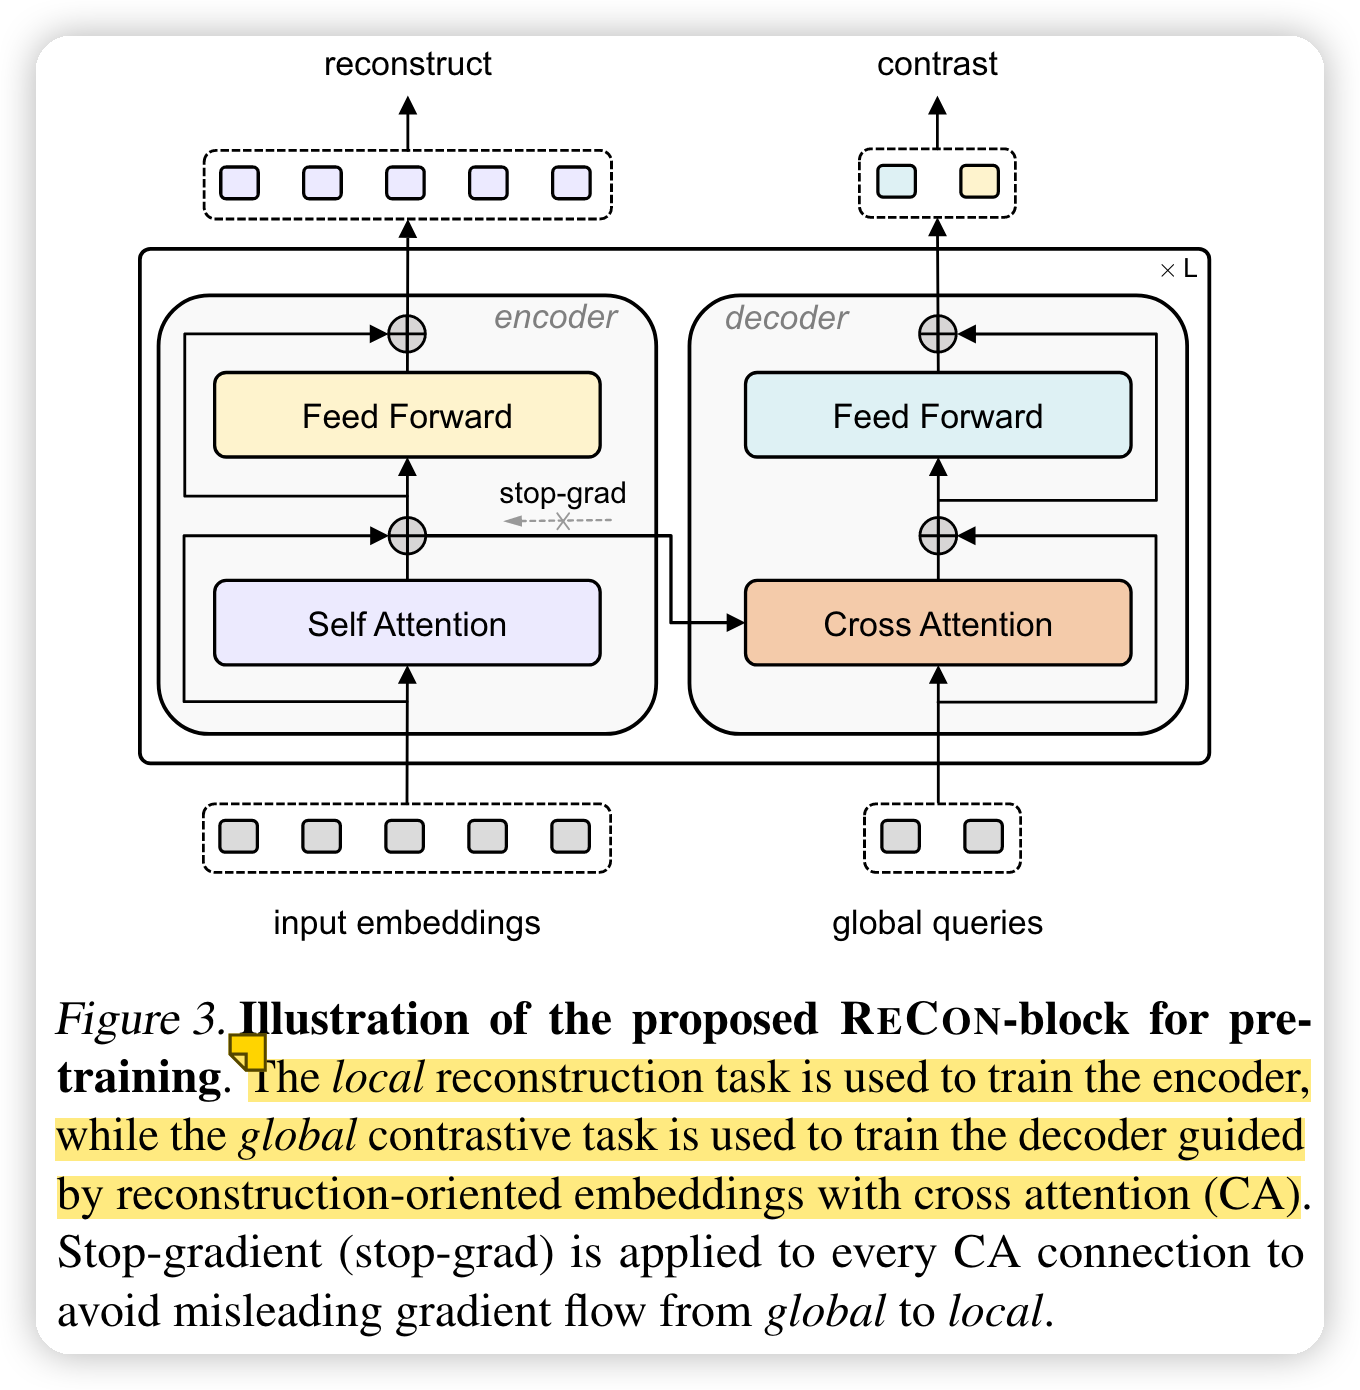 reconstruct
contrast
× L
encoder
decoder
Feed Forward
Feed Forward
stop-grad
Self Attention
Cross Attention
input embeddings
global queries
Figure 3. Illustration of the proposed RECON-block for pre-
training. The local reconstruction task is used to train the encoder,
while the global contrastive task is used to train the decoder guided
by reconstruction-oriented embeddings with cross attention (CA).
Stop-gradient (stop-grad) is applied to every CA connection to
avoid misleading gradient flow from global to local.